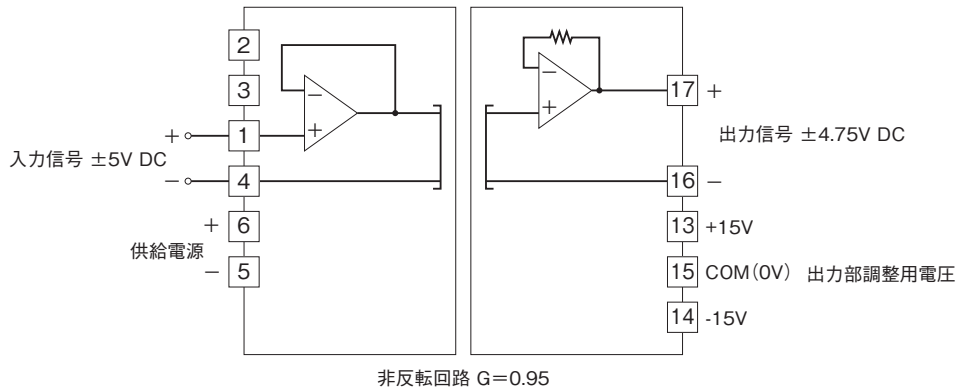 2
3
+ 1
入力信号 ±5V DC
− 4
+ 6
供給電源
− 5
−
+
−
+
17 +
出力信号 ±4.75V DC
16 −
13 +15V
15 COM(0V) 出力部調整用電圧
14 -15V
非反転回路 G=0.95